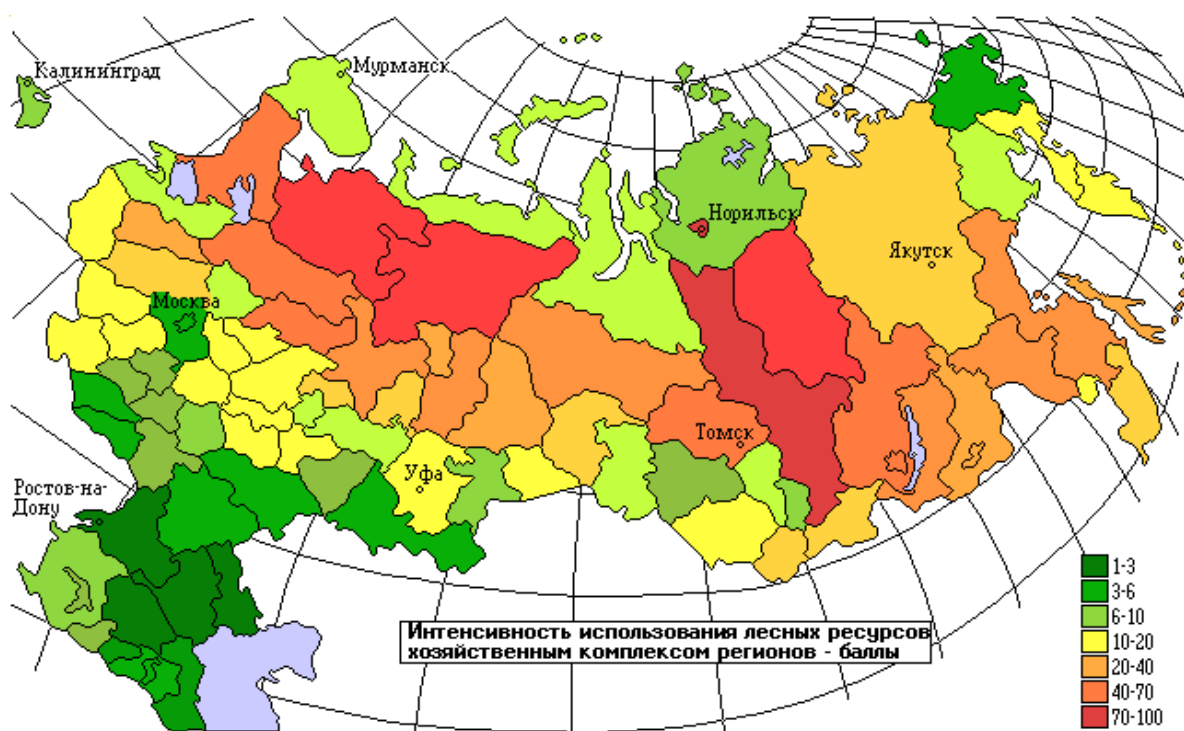 Калининград
Мурманск
Норильск
Якутск
Москва
Томск
Уфа
Ростов-на-
Дону
1-3
3-6
6-10
10-20
20-40
40-70
70-100
Интенсивность использования лесных ресурсов
хозяйственным комплексом регионов - баллы